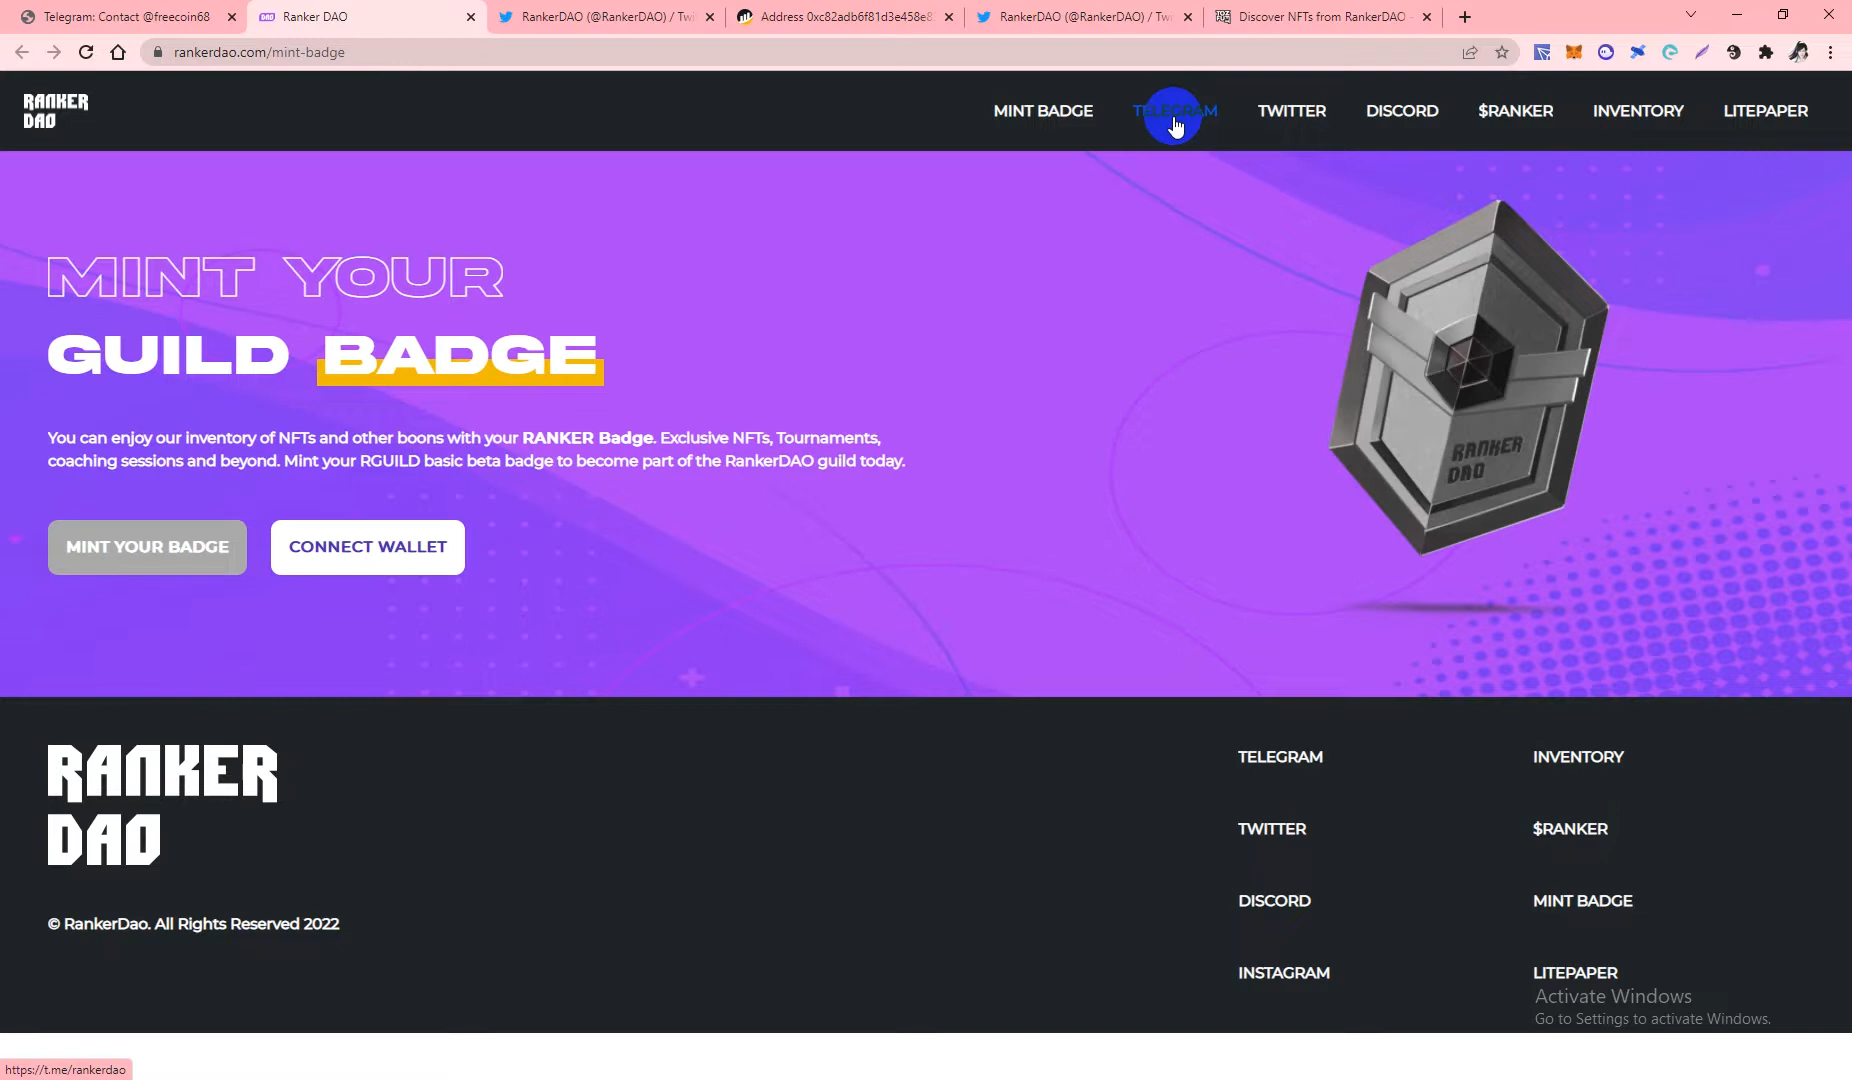 Telegram: Contact @freecoin68
Ranker DAO
RankerDAO (@RankerDAO) / Twi
Address 0xc82adb6f81d3e458e8
RankerDAO (@RankerDAO) / Twi
Discover NFTs from RankerDAO -
rankerdao.com/mint-badge
RANKER
DAO
MINT BADGE
TELEGRAM
TWITTER
DISCORD
$RANKER
INVENTORY
LITEPAPER
MINT YOUR
GUILD BADGE
You can enjoy our inventory of NFTs and other boons with your RANKER Badge. Exclusive NFTs, Tournaments,
coaching sessions and beyond. Mint your RGUILD basic beta badge to become part of the RankerDAO guild today.
MINT YOUR BADGE
CONNECT WALLET
RANKER
DAO
RANKER
DAO
© RankerDao. All Rights Reserved 2022
TELEGRAM
INVENTORY
TWITTER
$RANKER
DISCORD
MINT BADGE
INSTAGRAM
LITEPAPER
Activate Windows
Go to Settings to activate Windows.
https://t.me/rankerdao